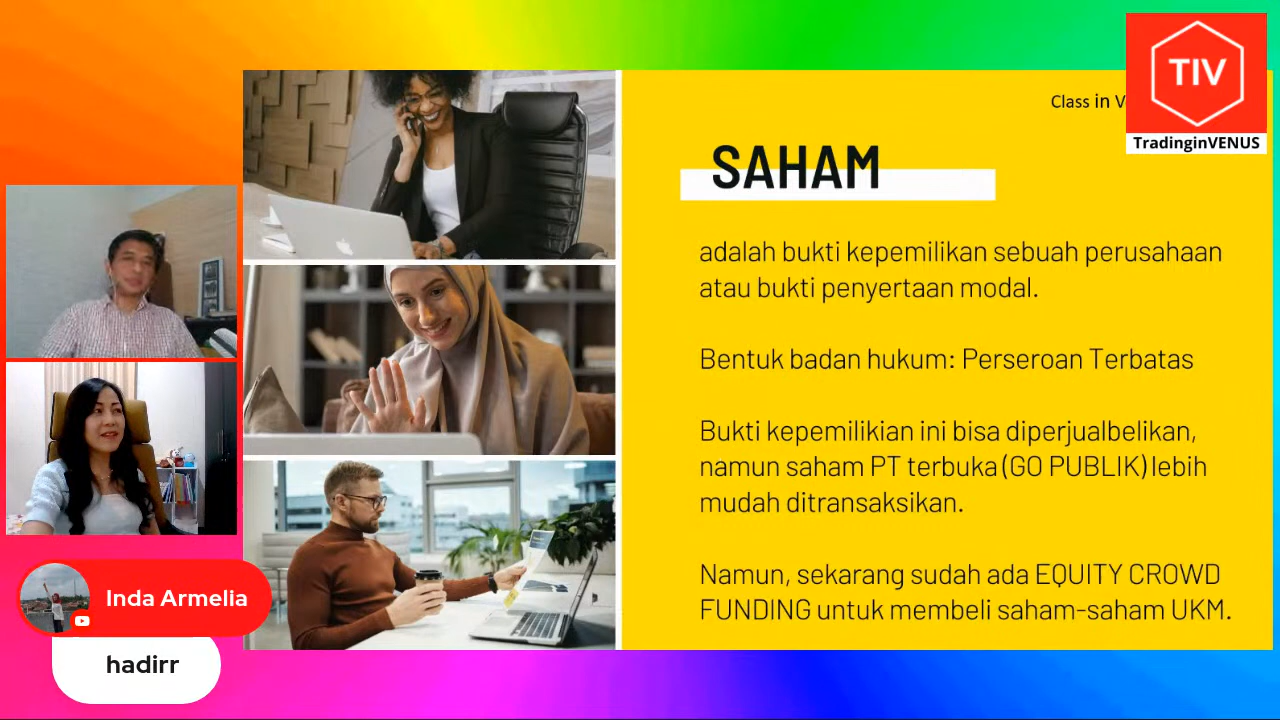 TIV
TradinginVENUS
Class in V
SAHAM
adalah bukti kepemilikan sebuah perusahaan
atau bukti penyertaan modal.
Bentuk badan hukum: Perseroan Terbatas
Bukti kepemilikian ini bisa diperjualbelikan,
namun saham PT terbuka (GO PUBLIK) lebih
mudah ditransaksikan.
Namun, sekarang sudah ada EQUITY CROWD
FUNDING untuk membeli saham-saham UKM.
Inda Armelia
hadirr